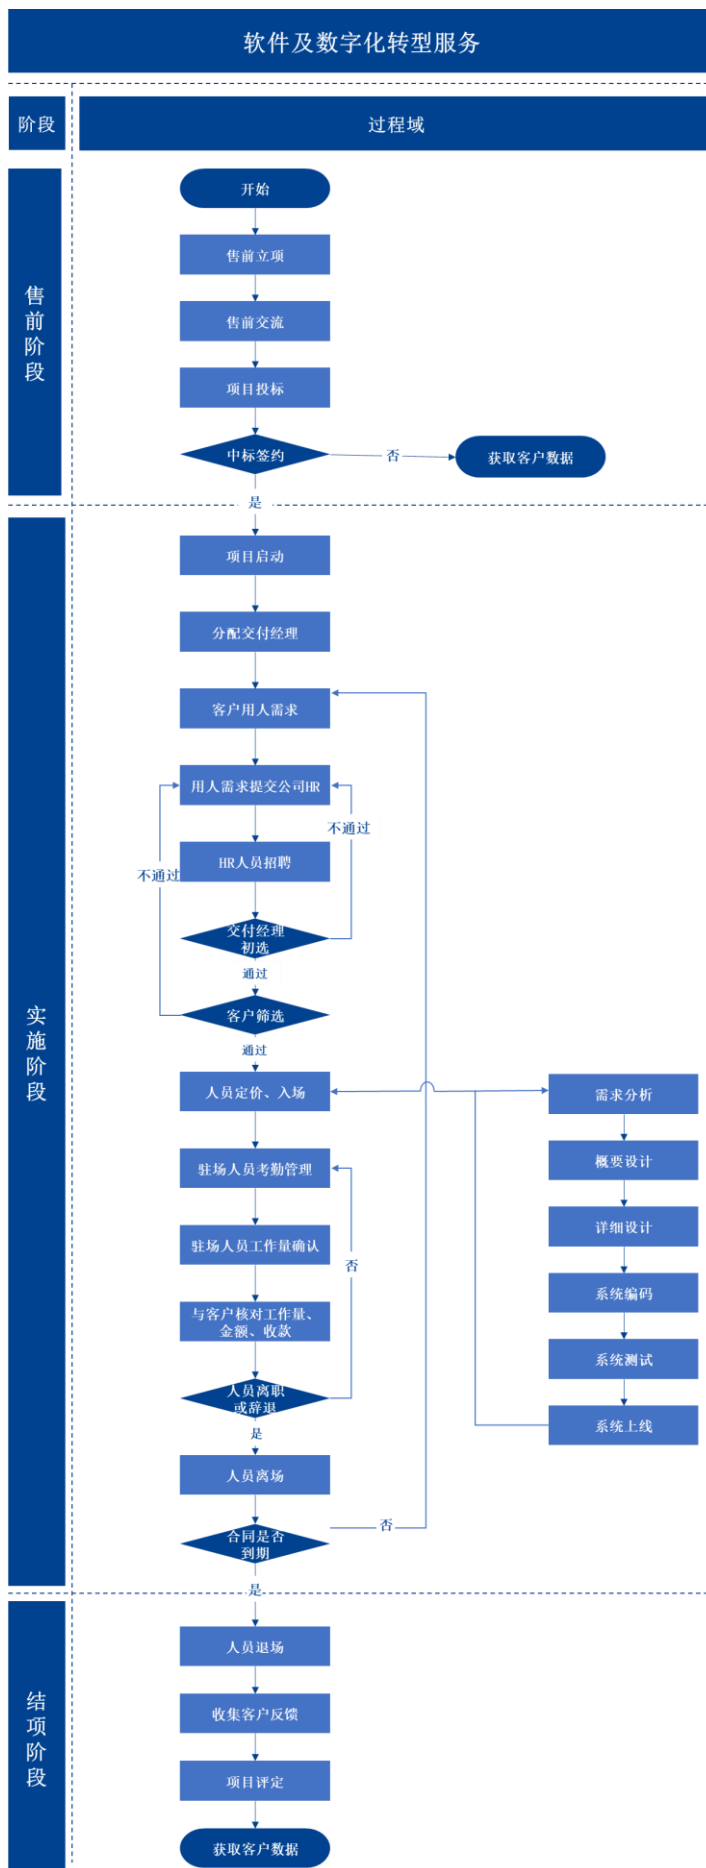 软件及数字化转型服务
阶段
过程域
售前阶段
开始
售前立项
售前交流
项目投标
中标签约
否
获取客户数据
是
实施阶段
项目启动
分配交付经理
客户用人需求
用人需求提交公司HR
不通过
HR人员招聘
不通过
交付经理
初选
通过
客户筛选
通过
人员定价、入场
需求分析
概要设计
驻场人员考勤管理
详细设计
驻场人员工作量确认
否
系统编码
与客户核对工作量、
金额、收款
系统测试
人员离职
或辞退
系统上线
是
人员离场
否
合同是否
到期
是
结项阶段
人员退场
收集客户反馈
项目评定
获取客户数据